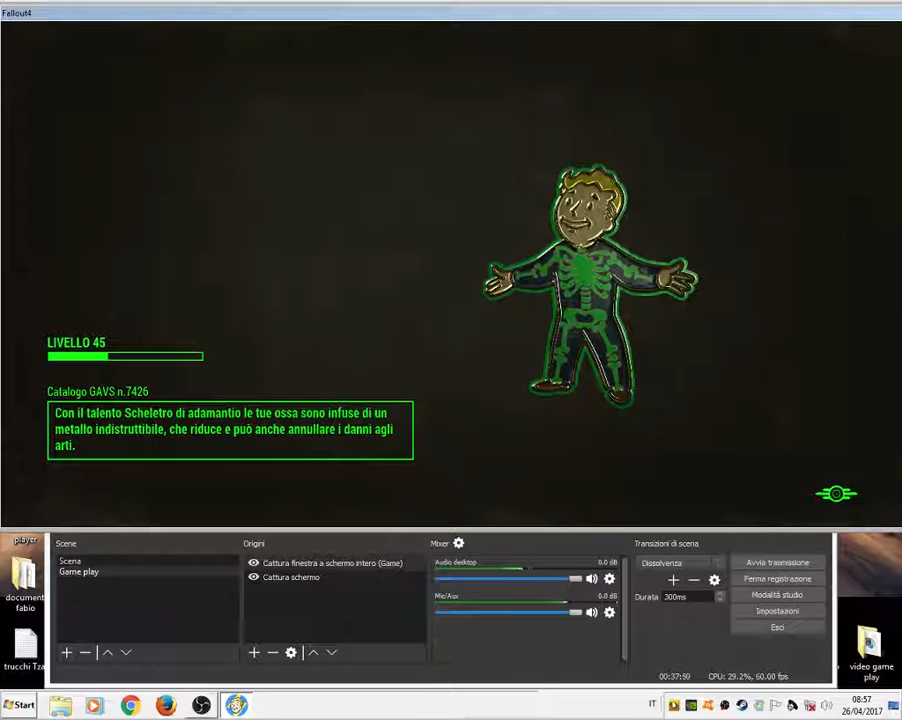 Fallout4
LIVELLO 45
Catalogo GAVS n.7426
Con il talento Scheletro di adamantio le tue ossa sono infuse di un
metallo indistruttibile, che riduce e può anche annullare i danni agli
arti.
player
document
fabio
trucchi Tza
Scene
Scena
Game play
Origini
Cattura finestra a schermo intero (Game)
Cattura schermo
Mixer
Audio desktop 0.0 dB
Mic/Aux 0.0 dB
Transizioni di scena
Dissolvenza
Durata 300ms
Avvia trasmissione
Ferma registrazione
Modalità studio
Impostazioni
Esci
00:37:59 CPU: 29.2%, 60.00 fps
video game
play
Start
IT
08:57
26/04/2017